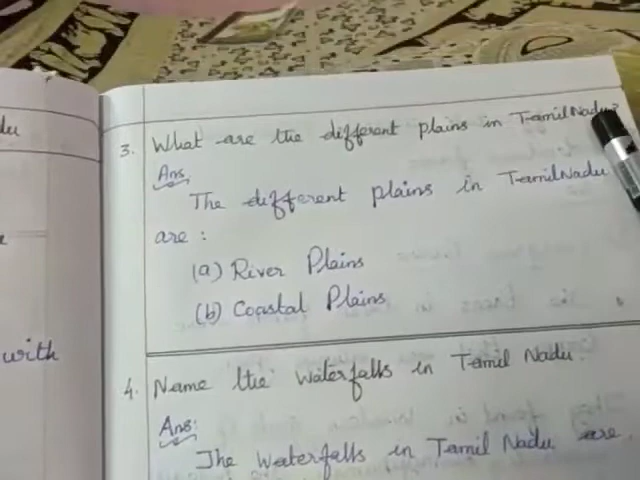 3. What are the different plains in TamilNadu?
Ans,
The different plains in TamilNadu
are :
(a) River Plains
(b) Coastal Plains
with
4. Name the waterfalls in Tamil Nadu.
Ans:
The waterfalls in Tamil Nadu are